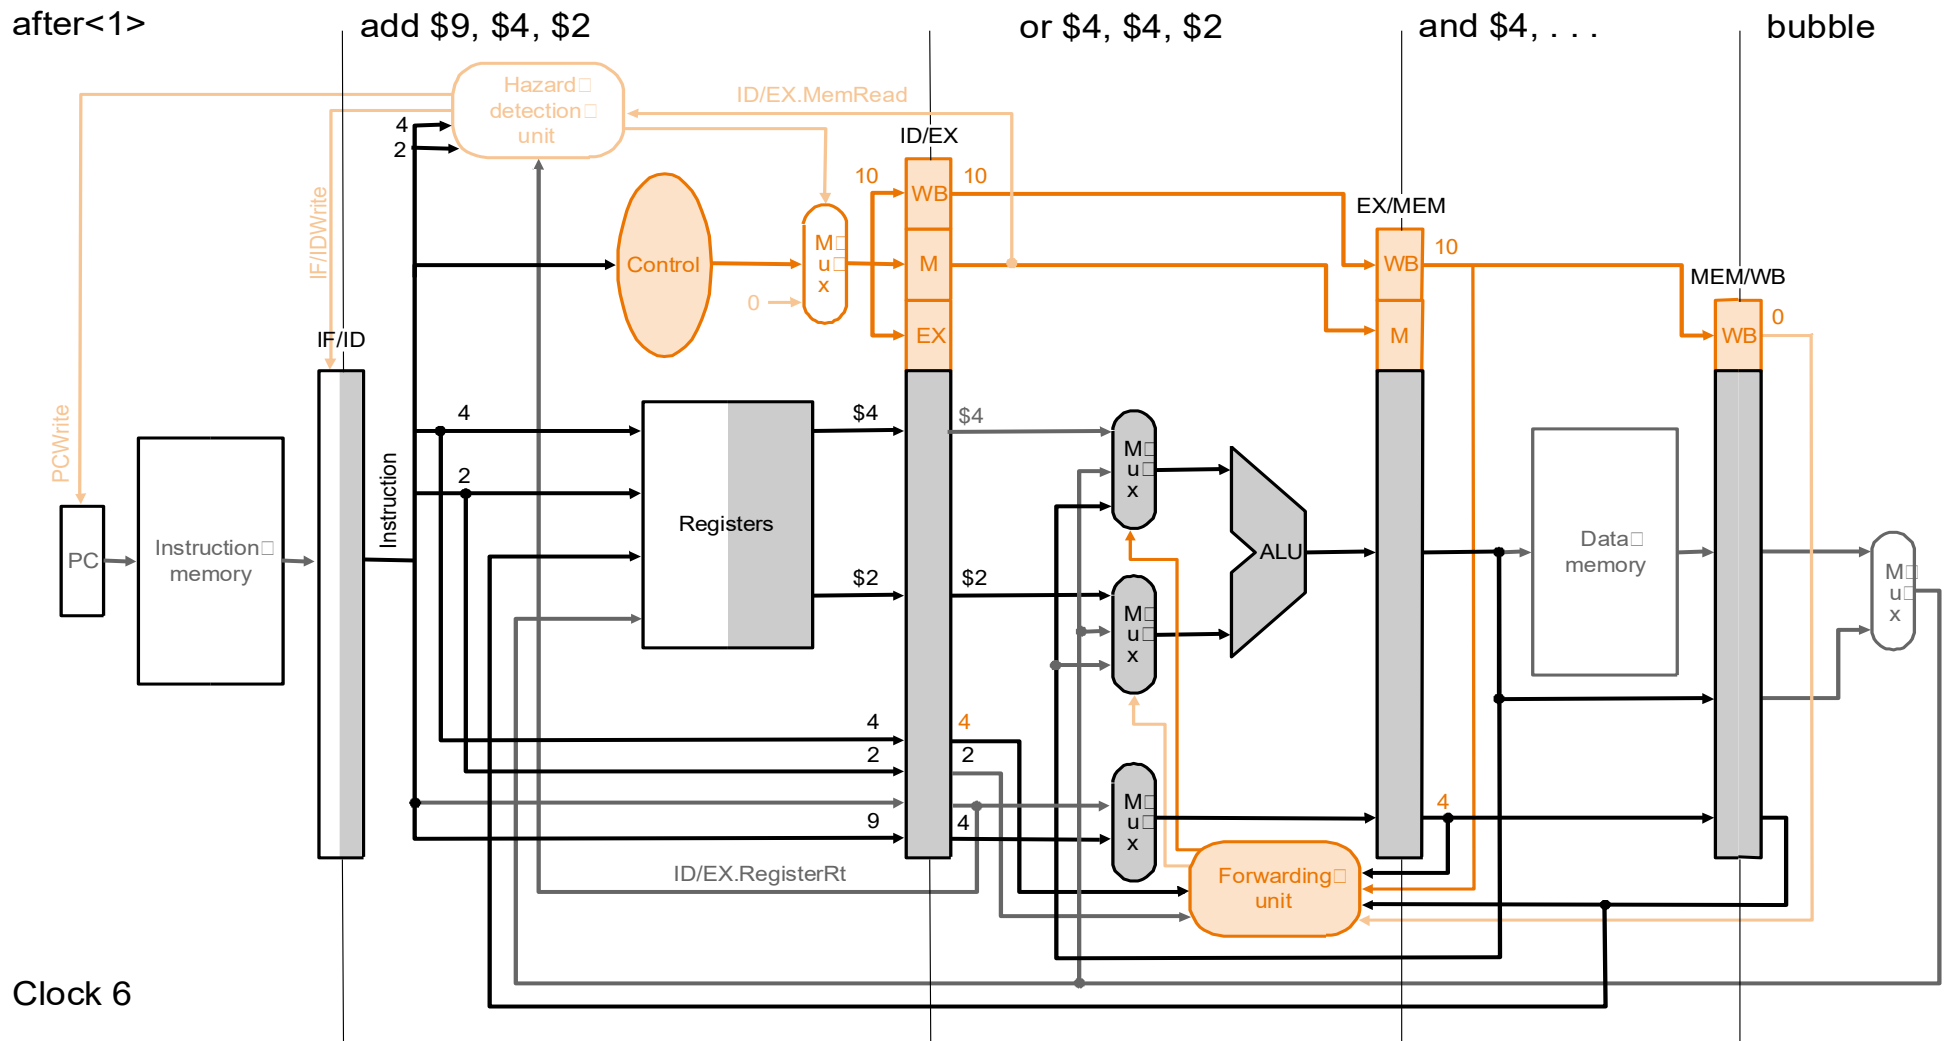 after<1>
add $9, $4, $2
or $4, $4, $2
and $4, . . .
bubble
Hazard
detection
unit
ID/EX.MemRead
4
2
ID/EX
10
10
WB
IF/IDWrite
EX/MEM
M
u
x
Control
M
WB
10
MEM/WB
0
EX
M
WB
0
IF/ID
PCWrite
4
$4
$4
M
u
x
Instruction
2
Registers
ALU
PC
Instruction
memory
Data
memory
M
u
x
$2
$2
M
u
x
4
4
2
2
M
u
x
9
4
4
ID/EX.RegisterRt
Forwarding
unit
Clock 6